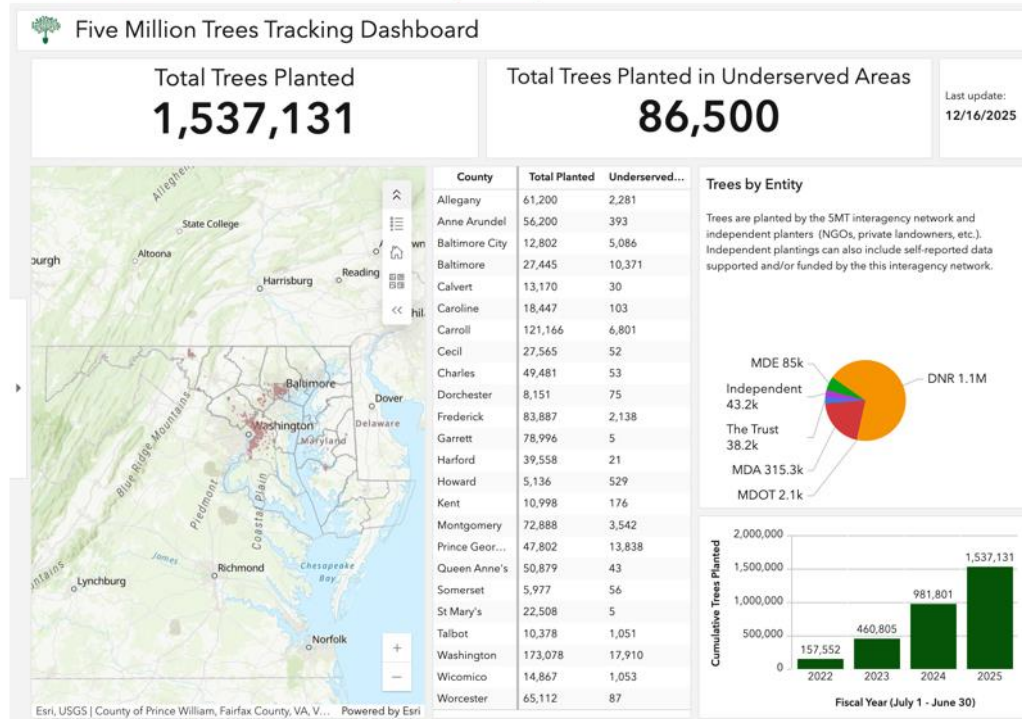 Five Million Trees Tracking Dashboard
Total Trees Planted
1,537,131
Total Trees Planted in Underserved Areas
86,500
Last update:
12/16/2025
Alleghen
State College
Altoona
burgh
Harrisburg
Reading
wn
hil
Baltimore
Dover
Washington
Delaware
Maryland
Blue Ridge Mountains
Piedmont
Coastal Plain
James
Richmond
Chesapeake
Bay
ntains
Lynchburg
Norfolk
+
−
Esri, USGS | County of Prince William, Fairfax County, VA, V... Powered by Esri
County Total Planted Underserved...
Allegany 61,200 2,281
Anne Arundel 56,200 393
Baltimore City 12,802 5,086
Baltimore 27,445 10,371
Calvert 13,170 30
Caroline 18,447 103
Carroll 121,166 6,801
Cecil 27,565 52
Charles 49,481 53
Dorchester 8,151 75
Frederick 83,887 2,138
Garrett 78,996 5
Harford 39,558 21
Howard 5,136 529
Kent 10,998 176
Montgomery 72,888 3,542
Prince Geor... 47,802 13,838
Queen Anne's 50,879 43
Somerset 5,977 56
St Mary's 22,508 5
Talbot 10,378 1,051
Washington 173,078 17,910
Wicomico 14,867 1,053
Worcester 65,112 87
Trees by Entity
Trees are planted by the 5MT interagency network and
independent planters (NGOs, private landowners, etc.).
Independent plantings can also include self-reported data
supported and/or funded by the this interagency network.
MDE 85k
Independent
43.2k
The Trust
38.2k
MDA 315.3k
MDOT 2.1k
DNR 1.1M
Cumulative Trees Planted
2,000,000
1,500,000
1,000,000
500,000
0
157,552
460,805
981,801
1,537,131
2022 2023 2024 2025
Fiscal Year (July 1 - June 30)